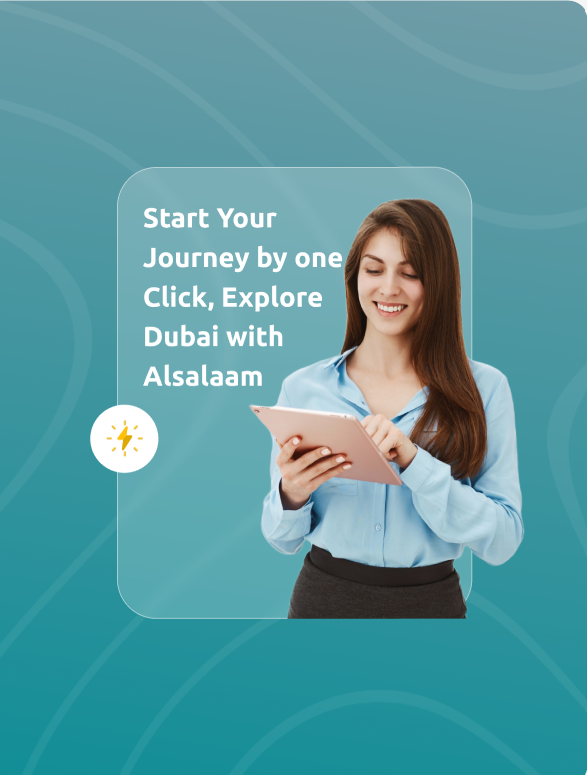 Start Your
Journey by one
Click, Explore
Dubai with
Alsalaam